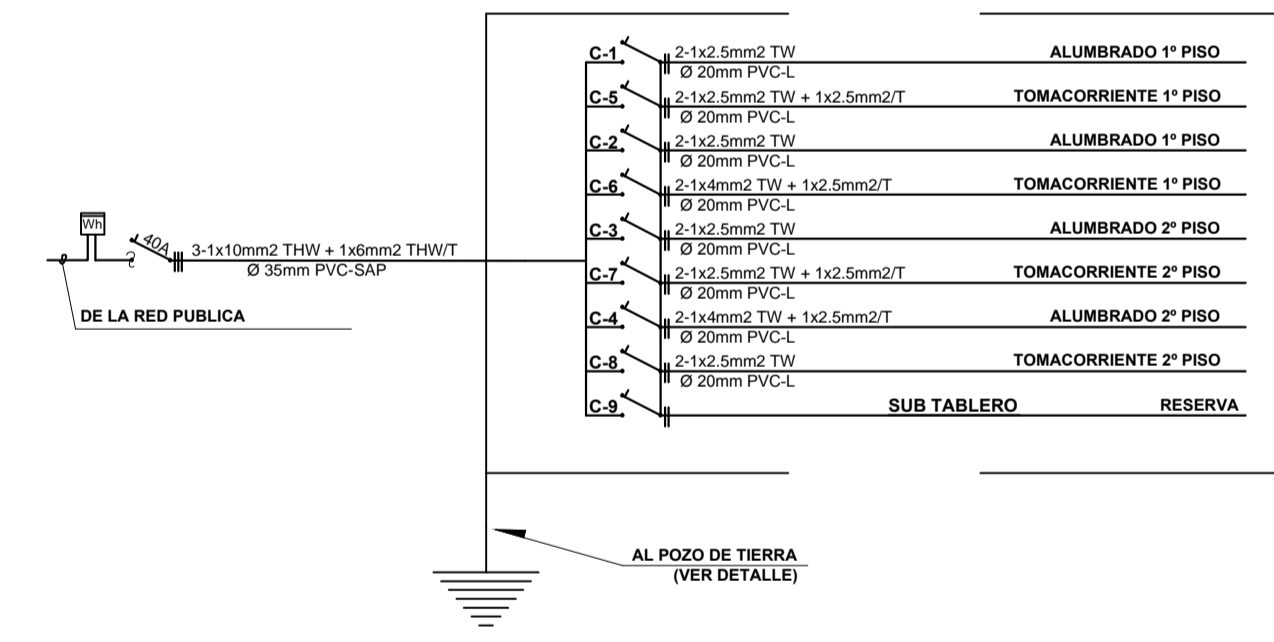 C-1 2-1x2.5mm2 TW ALUMBRADO 1º PISO
Ø 20mm PVC-L
C-5 2-1x2.5mm2 TW + 1x2.5mm2/T TOMACORRIENTE 1º PISO
Ø 20mm PVC-L
C-2 2-1x2.5mm2 TW ALUMBRADO 1º PISO
Ø 20mm PVC-L
C-6 2-1x4mm2 TW + 1x2.5mm2/T TOMACORRIENTE 1º PISO
Ø 20mm PVC-L
C-3 2-1x2.5mm2 TW ALUMBRADO 2º PISO
Ø 20mm PVC-L
C-7 2-1x2.5mm2 TW + 1x2.5mm2/T TOMACORRIENTE 2º PISO
Ø 20mm PVC-L
C-4 2-1x4mm2 TW + 1x2.5mm2/T ALUMBRADO 2º PISO
Ø 20mm PVC-L
C-8 2-1x2.5mm2 TW TOMACORRIENTE 2º PISO
Ø 20mm PVC-L
C-9 SUB TABLERO RESERVA
Wh
40A
3-1x10mm2 THW + 1x6mm2 THW/T
Ø 35mm PVC-SAP
DE LA RED PUBLICA
AL POZO DE TIERRA
(VER DETALLE)